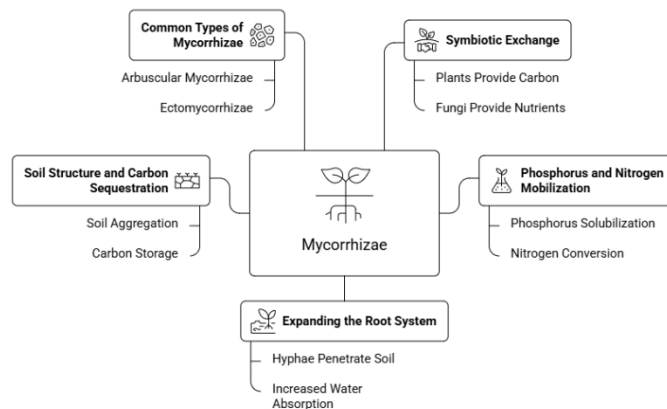 Common Types of
Mycorrhizae
Arbuscular Mycorrhizae
Ectomycorrhizae
Symbiotic Exchange
Plants Provide Carbon
Fungi Provide Nutrients
Soil Structure and Carbon
Sequestration
Soil Aggregation
Carbon Storage
Mycorrhizae
Phosphorus and Nitrogen
Mobilization
Phosphorus Solubilization
Nitrogen Conversion
Expanding the Root System
Hyphae Penetrate Soil
Increased Water
Absorption